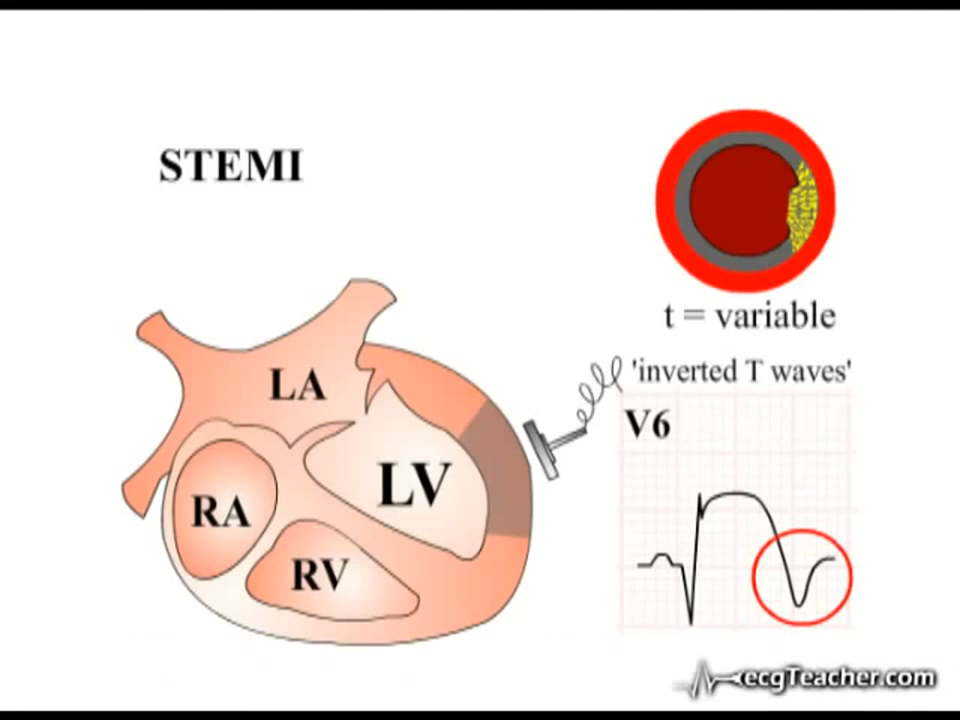 STEMI
t = variable
'inverted T waves'
V6
LA
LV
RA
RV
ecgTeacher.com